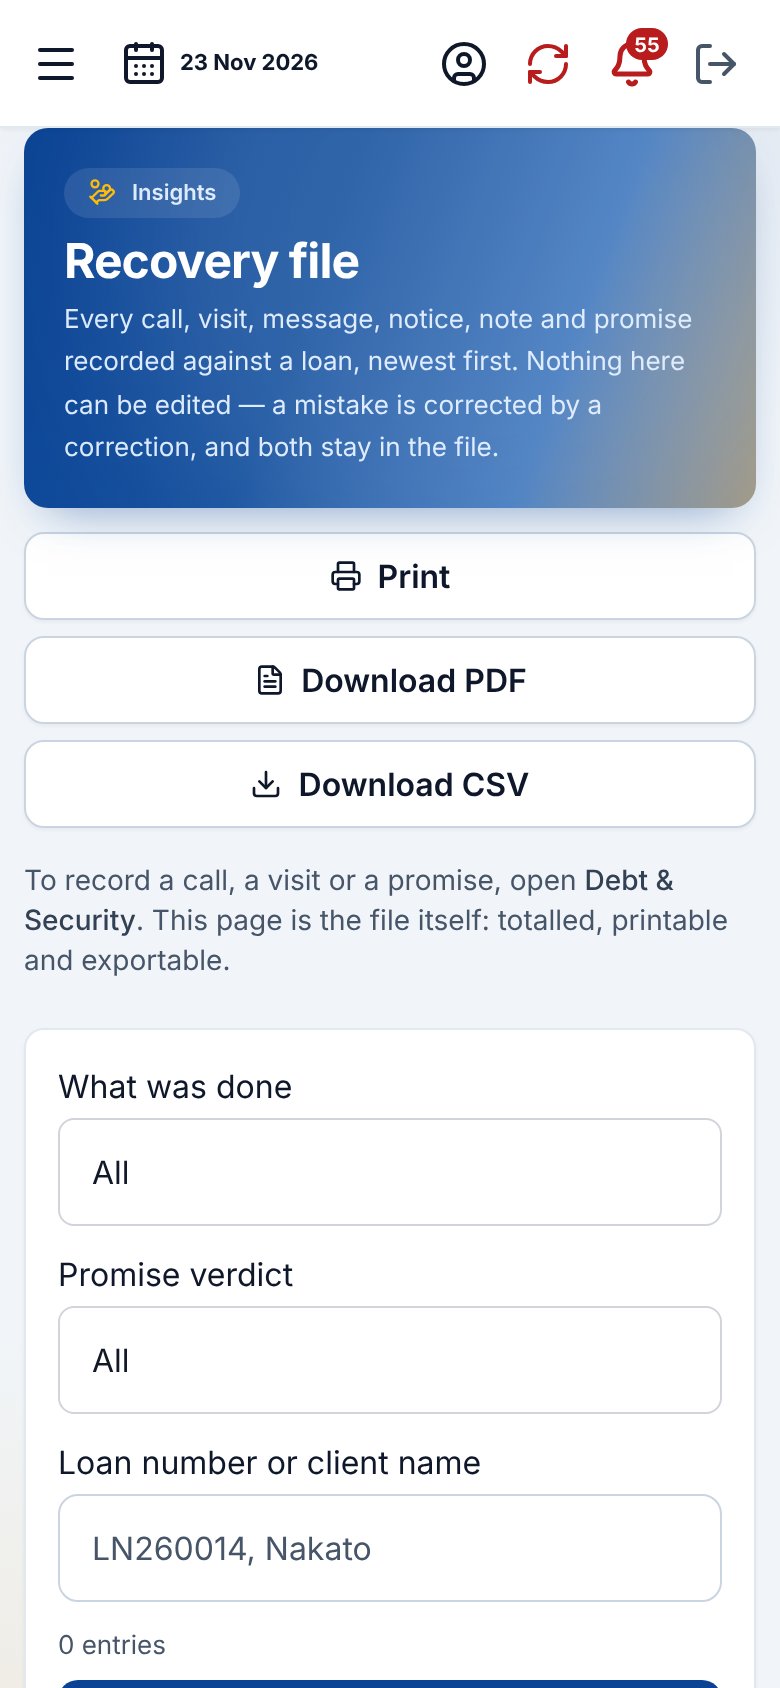 23 Nov 2026
55
Insights
Recovery file
Every call, visit, message, notice, note and promise
recorded against a loan, newest first. Nothing here
can be edited — a mistake is corrected by a
correction, and both stay in the file.
Print
Download PDF
Download CSV
To record a call, a visit or a promise, open Debt &
Security. This page is the file itself: totalled, printable
and exportable.
What was done
All
Promise verdict
All
Loan number or client name
LN260014, Nakato
0 entries